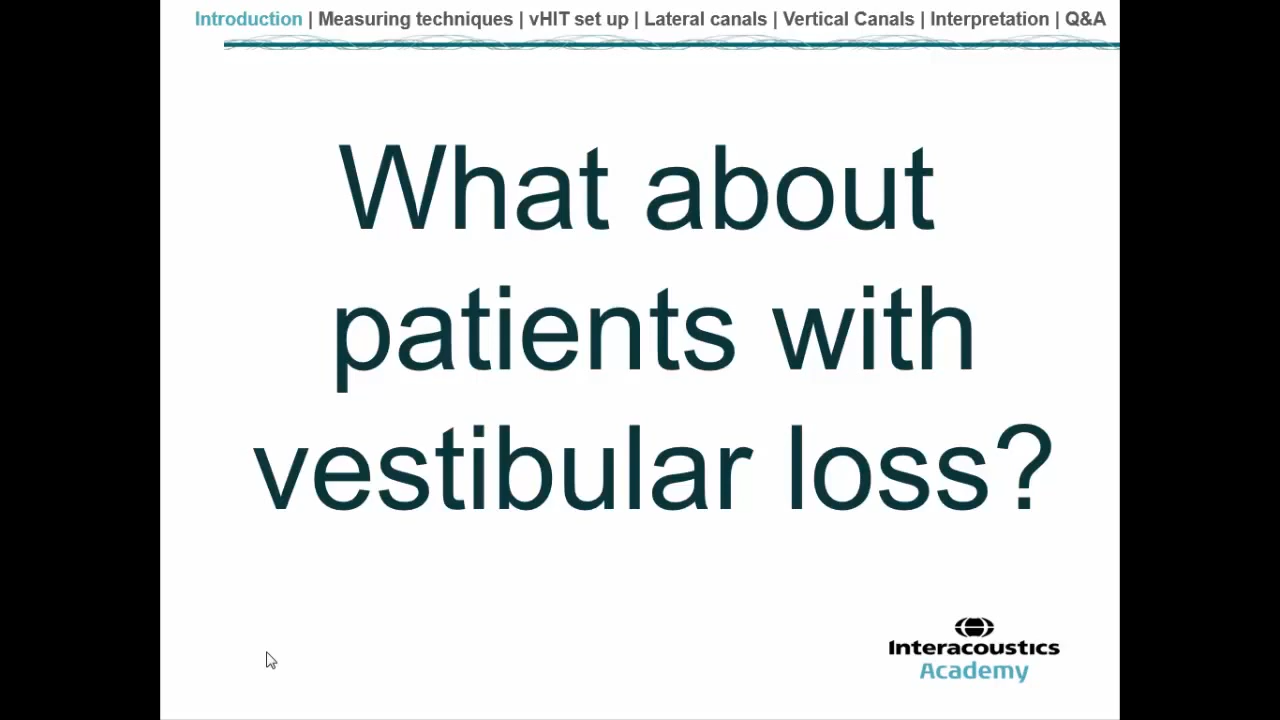 Introduction | Measuring techniques | vHIT set up | Lateral canals | Vertical Canals | Interpretation | Q&A
What about
patients with
vestibular loss?
Interacoustics
Academy